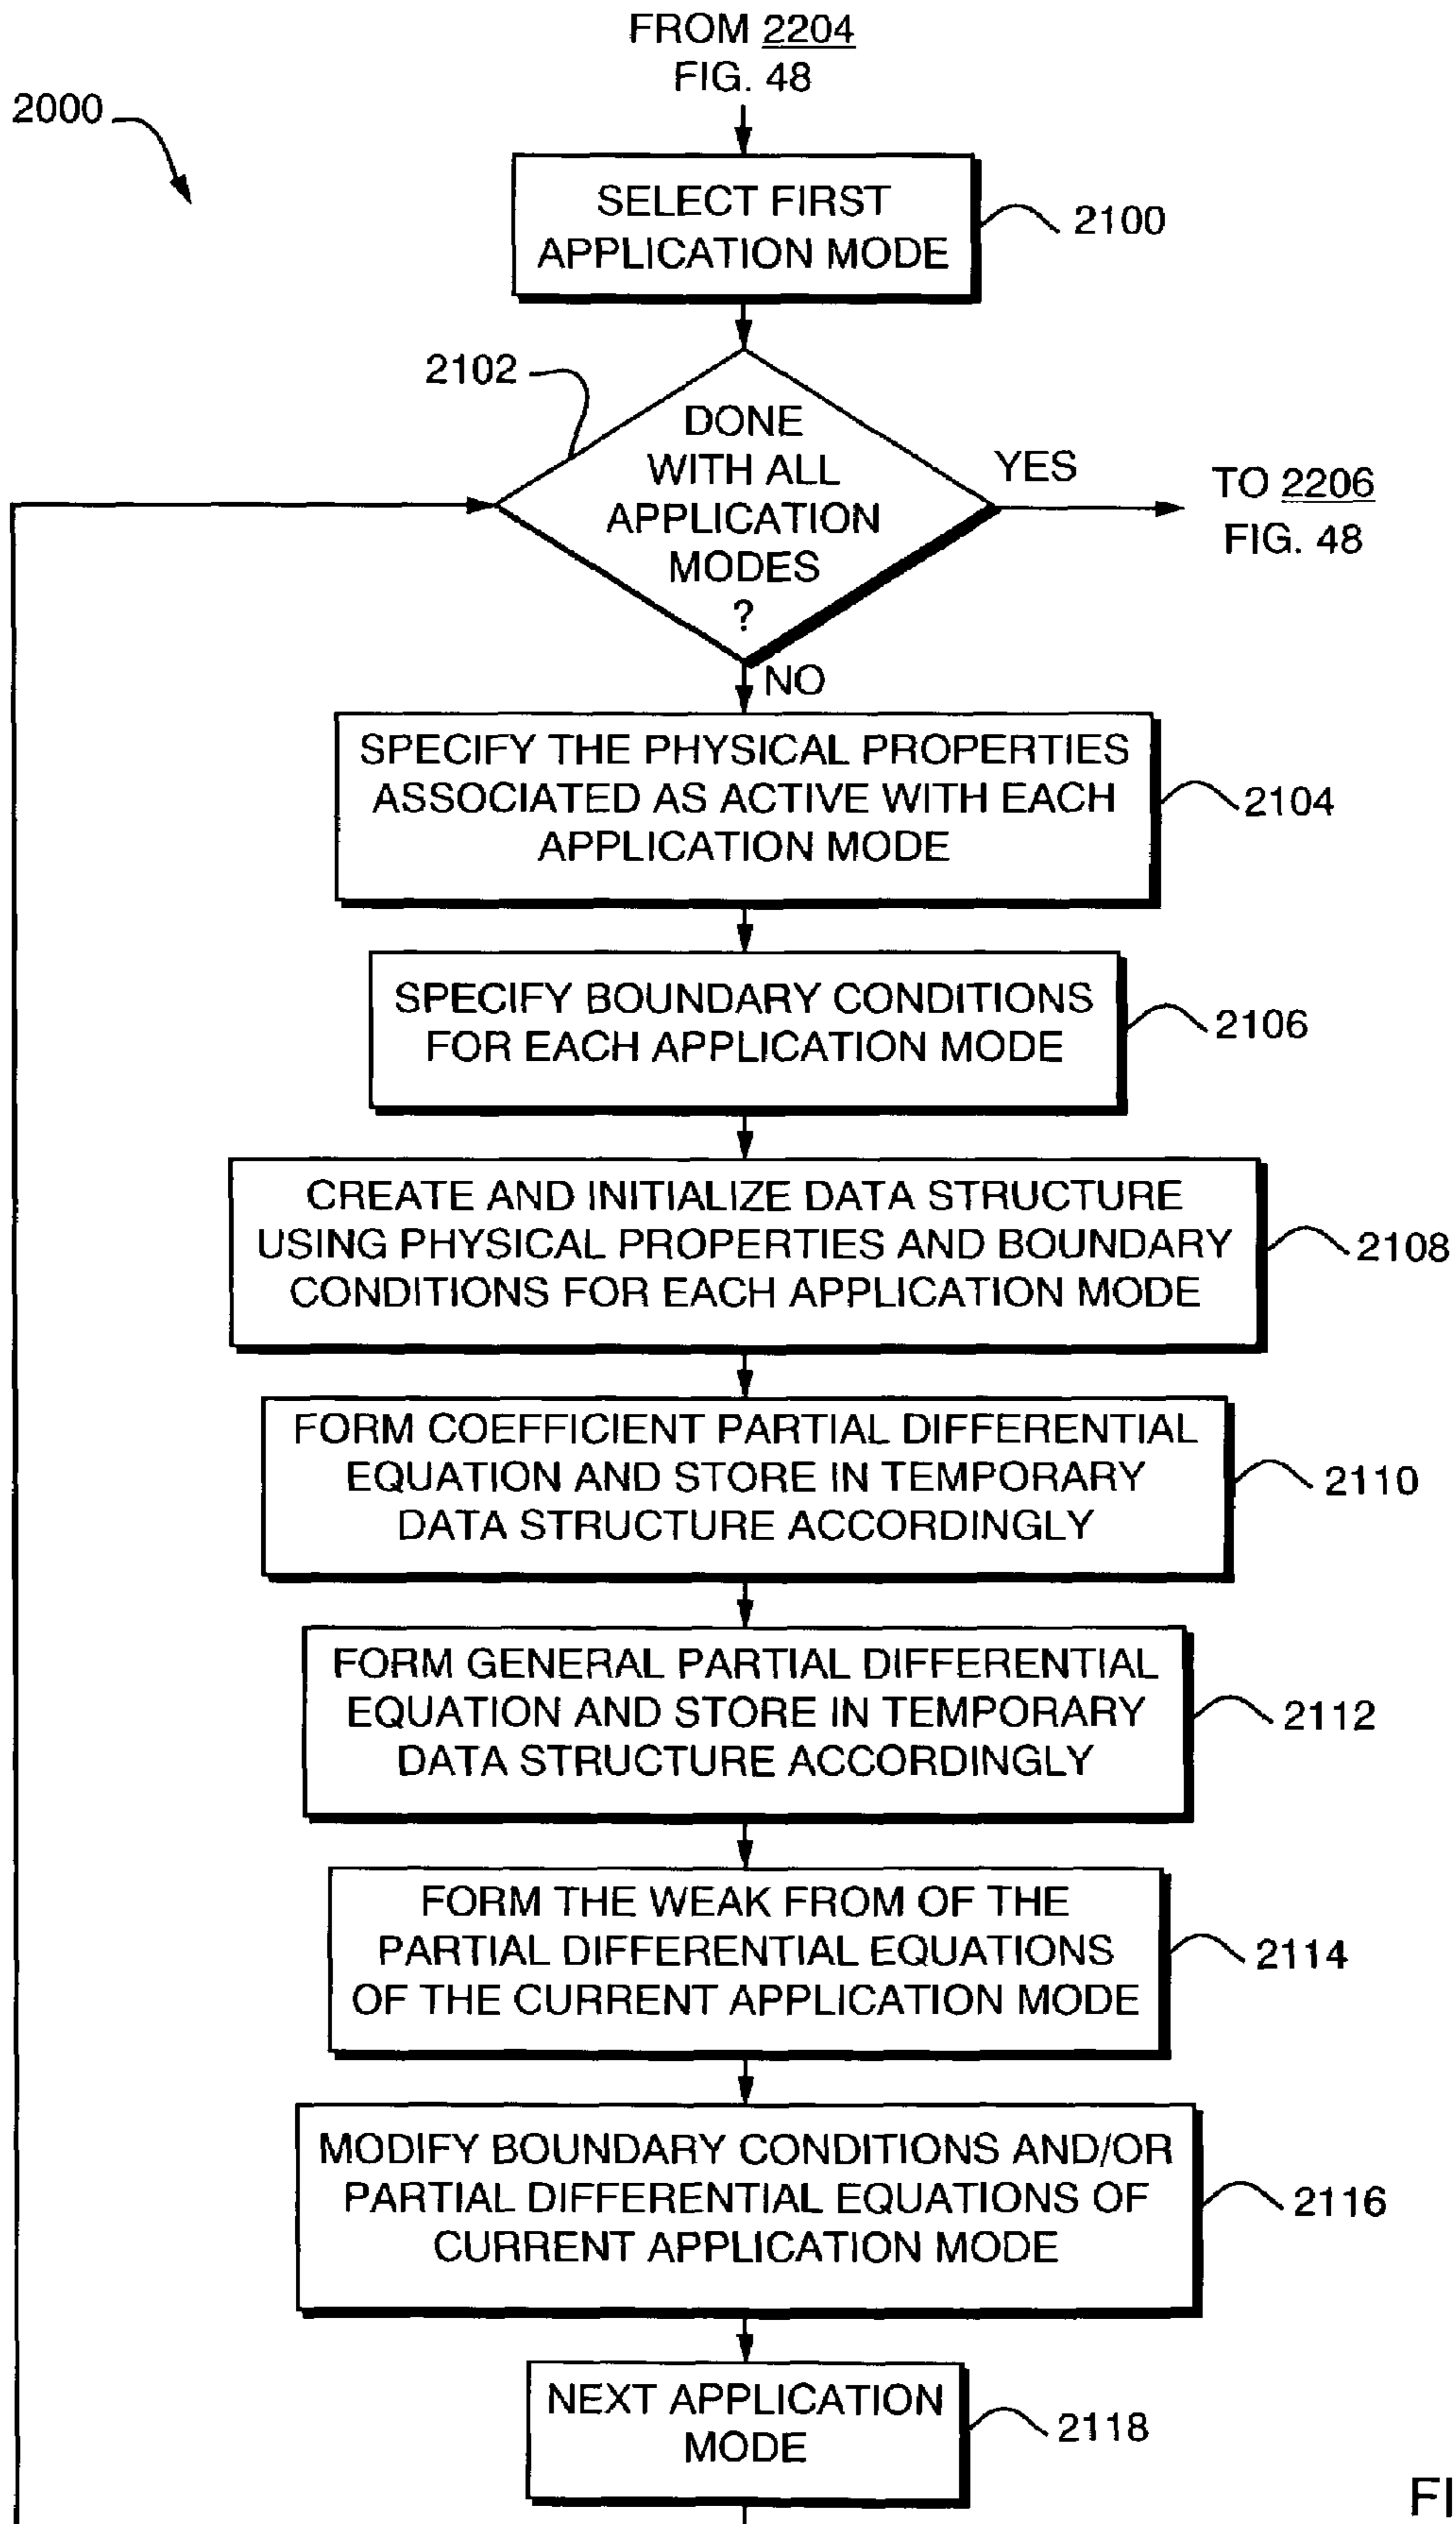 FROM 2204
FIG. 48
2000
SELECT FIRST
APPLICATION MODE
2100
2102
DONE
WITH ALL
APPLICATION
MODES
?
YES
TO 2206
FIG. 48
NO
SPECIFY THE PHYSICAL PROPERTIES
ASSOCIATED AS ACTIVE WITH EACH
APPLICATION MODE
2104
SPECIFY BOUNDARY CONDITIONS
FOR EACH APPLICATION MODE
2106
CREATE AND INITIALIZE DATA STRUCTURE
USING PHYSICAL PROPERTIES AND BOUNDARY
CONDITIONS FOR EACH APPLICATION MODE
2108
FORM COEFFICIENT PARTIAL DIFFERENTIAL
EQUATION AND STORE IN TEMPORARY
DATA STRUCTURE ACCORDINGLY
2110
FORM GENERAL PARTIAL DIFFERENTIAL
EQUATION AND STORE IN TEMPORARY
DATA STRUCTURE ACCORDINGLY
2112
FORM THE WEAK FROM OF THE
PARTIAL DIFFERENTIAL EQUATIONS
OF THE CURRENT APPLICATION MODE
2114
MODIFY BOUNDARY CONDITIONS AND/OR
PARTIAL DIFFERENTIAL EQUATIONS OF
CURRENT APPLICATION MODE
2116
NEXT APPLICATION
MODE
2118
FI